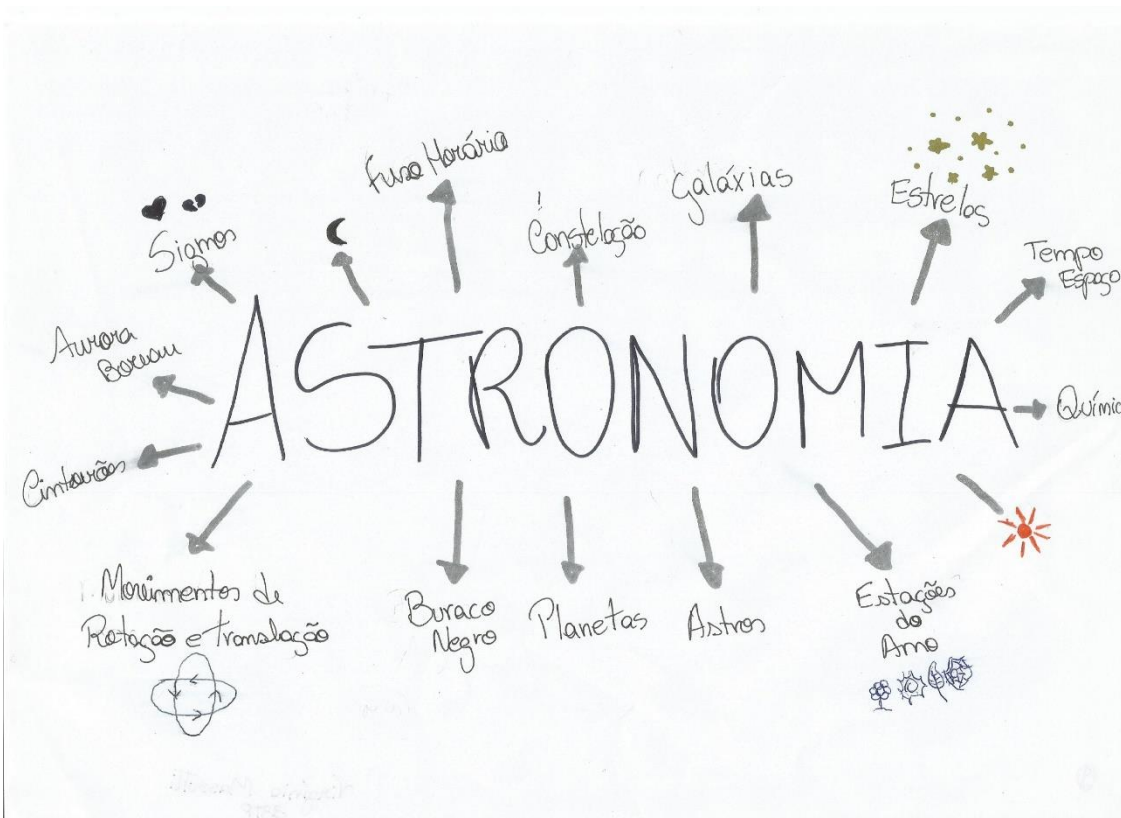 Fuso Horário
Galáxias
Estrelas
Constelação
Signos
Tempo
Espaço
Aurora
Boreau
ASTRONOMIA
Químic
Cinturões
Movimentos de
Rotação e translação
Buraco
Negro
Planetas
Astros
Estações
do
Ano